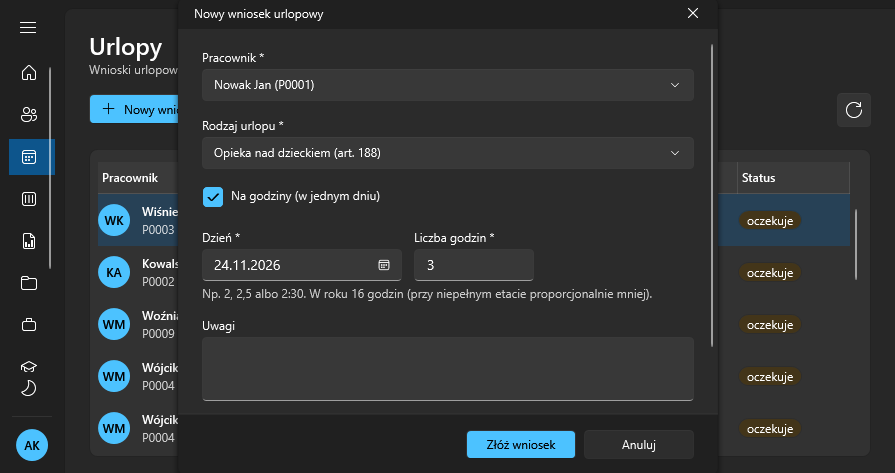 Nowy wniosek urlopowy
Urlopy
Wnioski urlopow
Nowy wni
Pracownik *
Nowak Jan (P0001)
Rodzaj urlopu *
Opieka nad dzieckiem (art. 188)
Na godziny (w jednym dniu)
Dzień *
Liczba godzin *
24.11.2026
3
Np. 2, 2,5 albo 2:30. W roku 16 godzin (przy niepełnym etacie proporcjonalnie mniej).
Uwagi
Złóż wniosek
Anuluj
Pracownik
Status
WK
Wiśnie
P0003
oczekuje
KA
Kowals
P0002
oczekuje
WM
Woźnia
P0009
oczekuje
WM
Wójcik
P0004
oczekuje
WM
Wójcik
P0004
oczekuje
AK